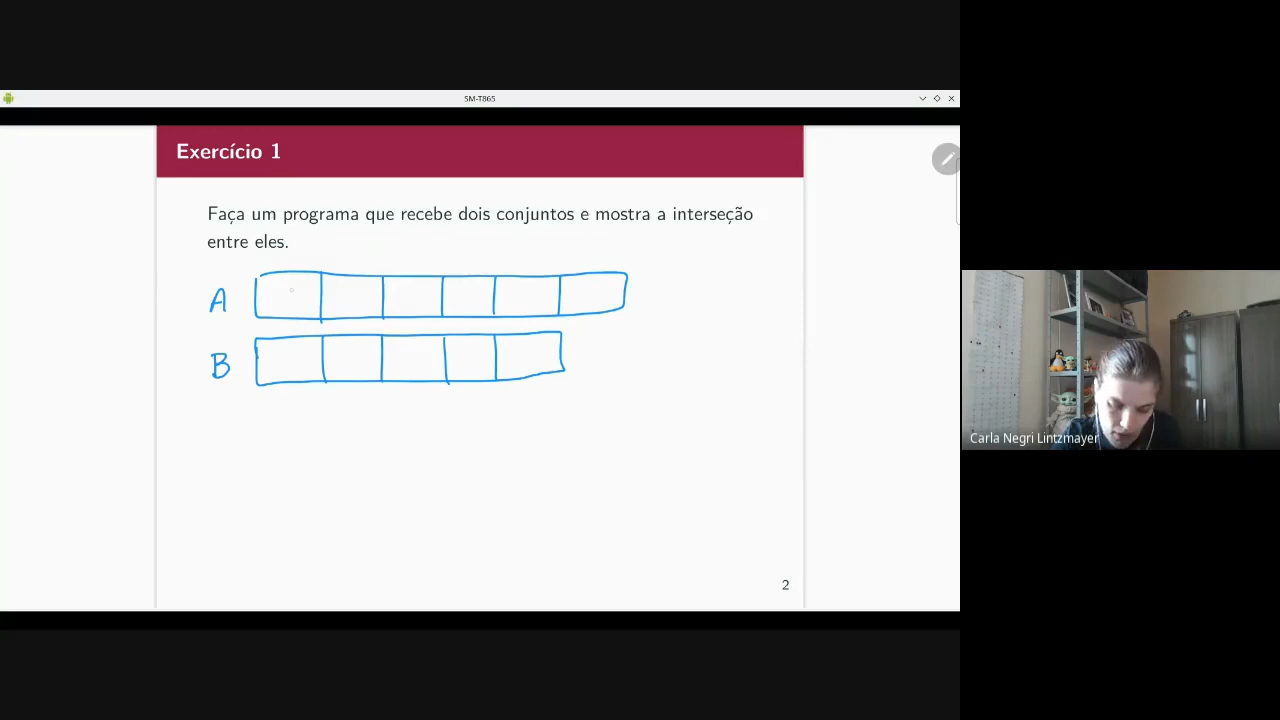 SM-T865
Exercício 1
Faça um programa que recebe dois conjuntos e mostra a interseção
entre eles.
A
B
2
Carla Negri Lintzmayer